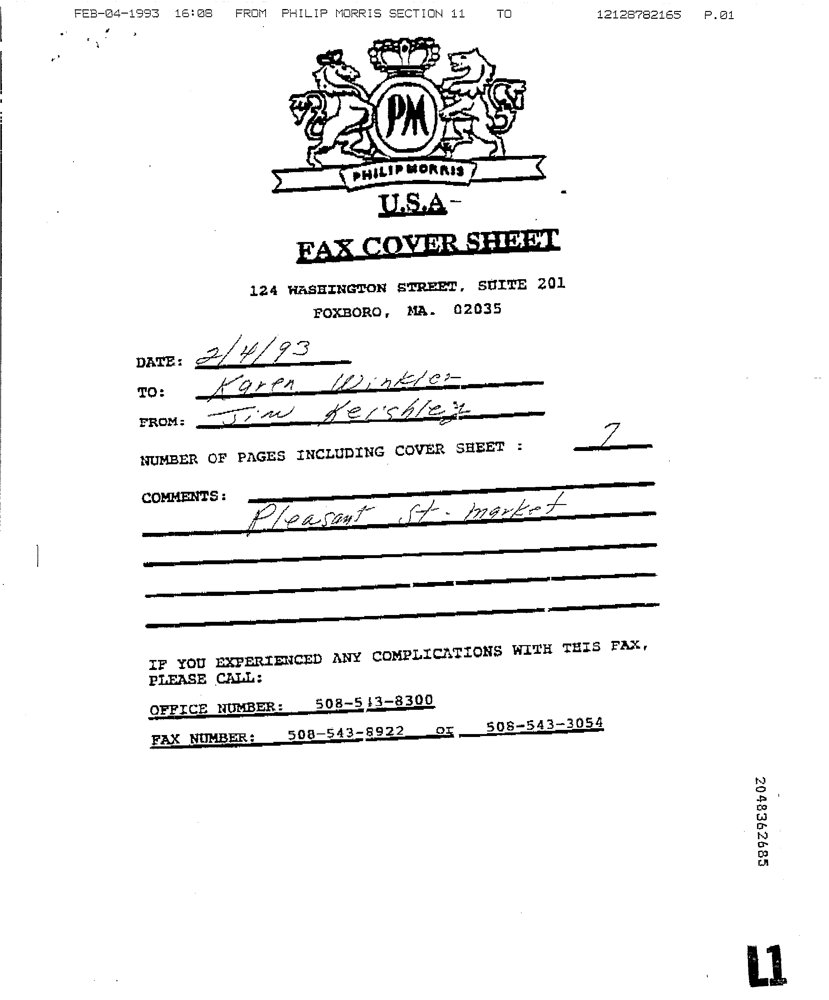 FEB-04-1993 16:08 FROM PHILIP MORRIS SECTION 11 TO 12128782165 P.01
PM
PHILIP MORRIS
U.S.A
FAX COVER SHEET
124 WASHINGTON STREET, SUITE 201
FOXBORO, MA. 02035
DATE: 2/4/93
TO: Karen Winkler
FROM: Jim Keighley
NUMBER OF PAGES INCLUDING COVER SHEET : 7
COMMENTS:
Pleasant St. market
IF YOU EXPERIENCED ANY COMPLICATIONS WITH THIS FAX,
PLEASE CALL:
OFFICE NUMBER: 508-543-8300
FAX NUMBER: 508-543-8922 or 508-543-3054
2048362685
L1